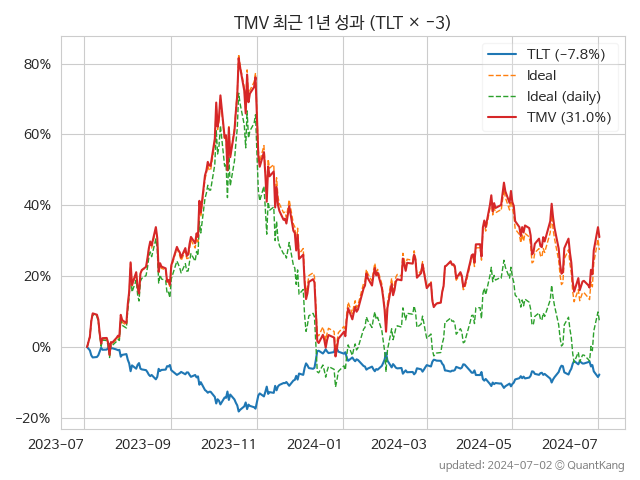 TMV 최근 1년 성과 (TLT × -3)
TLT (-7.8%)
Ideal
Ideal (daily)
TMV (31.0%)
80%
60%
40%
20%
0%
-20%
2023-07 2023-09 2023-11 2024-01 2024-03 2024-05 2024-07
updated: 2024-07-02 © QuantKang